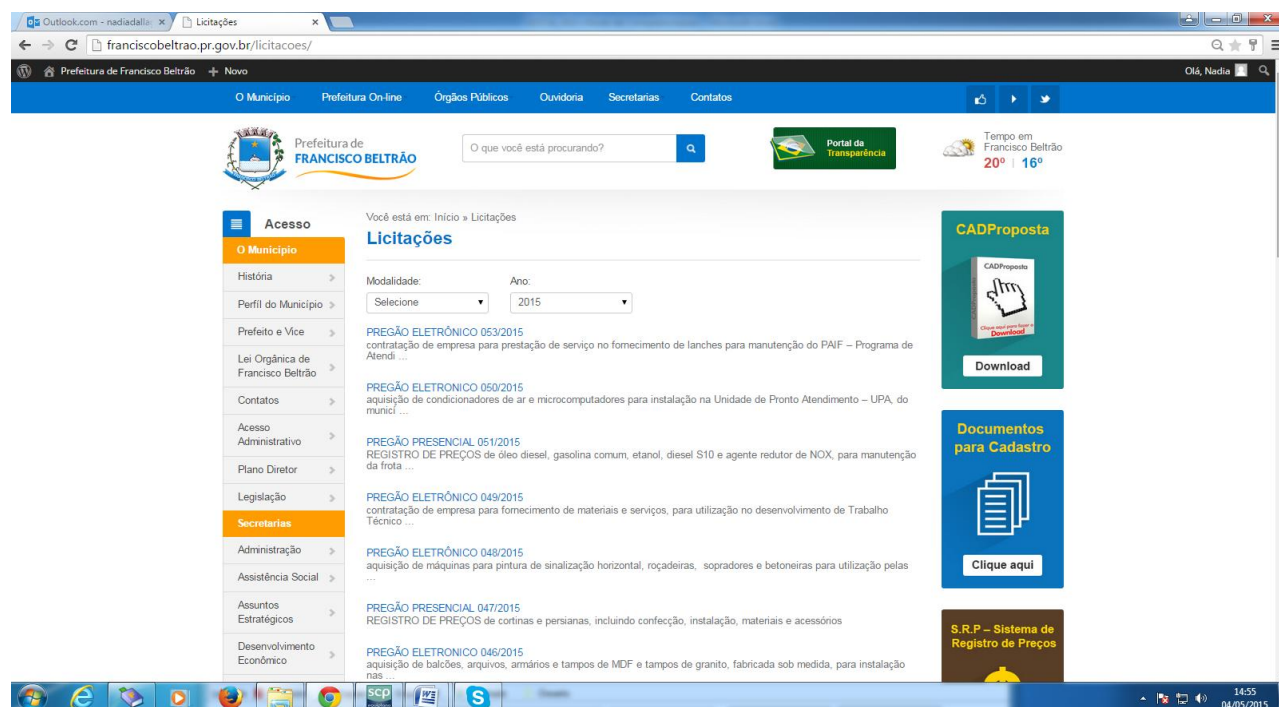 Outlook.com - nadiadalla
Licitações
franciscobeltrao.pr.gov.br/licitacoes/
Prefeitura de Francisco Beltrão + Novo
Olá, Nadia
O Município Prefeitura On-line Órgãos Públicos Ouvidoria Secretarias Contatos
Prefeitura de
FRANCISCO BELTRÃO
O que você está procurando?
Portal da
Transparência
Tempo em
Francisco Beltrão
20º | 16º
Acesso
O Município
História
Perfil do Município
Prefeito e Vice
Lei Orgânica de
Francisco Beltrão
Contatos
Acesso
Administrativo
Plano Diretor
Legislação
Secretarias
Administração
Assistência Social
Assuntos
Estratégicos
Desenvolvimento
Econômico
Você está em: Início » Licitações
Licitações
Modalidade: Ano:
Selecione 2015
PREGÃO ELETRÔNICO 053/2015
contratação de empresa para prestação de serviço no fornecimento de lanches para manutenção do PAIF – Programa de
Atendi ...
PREGÃO ELETRONICO 050/2015
aquisição de condicionadores de ar e microcomputadores para instalação na Unidade de Pronto Atendimento – UPA, do
municí ...
PREGÃO PRESENCIAL 051/2015
REGISTRO DE PREÇOS de óleo diesel, gasolina comum, etanol, diesel S10 e agente redutor de NOX, para manutenção
da frota ...
PREGÃO ELETRÔNICO 049/2015
contratação de empresa para fornecimento de materiais e serviços, para utilização no desenvolvimento de Trabalho
Técnico ...
PREGÃO ELETRÔNICO 048/2015
aquisição de máquinas para pintura de sinalização horizontal, roçadeiras, sopradores e betoneiras para utilização pelas
...
PREGÃO PRESENCIAL 047/2015
REGISTRO DE PREÇOS de cortinas e persianas, incluindo confecção, instalação, materiais e acessórios
PREGÃO ELETRÔNICO 046/2015
aquisição de balcões, arquivos, armários e tampos de MDF e tampos de granito, fabricada sob medida, para instalação
nas ...
CADProposta
CADProposta
Clique aqui para fazer o
Download
Download
Documentos
para Cadastro
Clique aqui
S.R.P – Sistema de
Registro de Preços
scp
14:55
04/05/2015